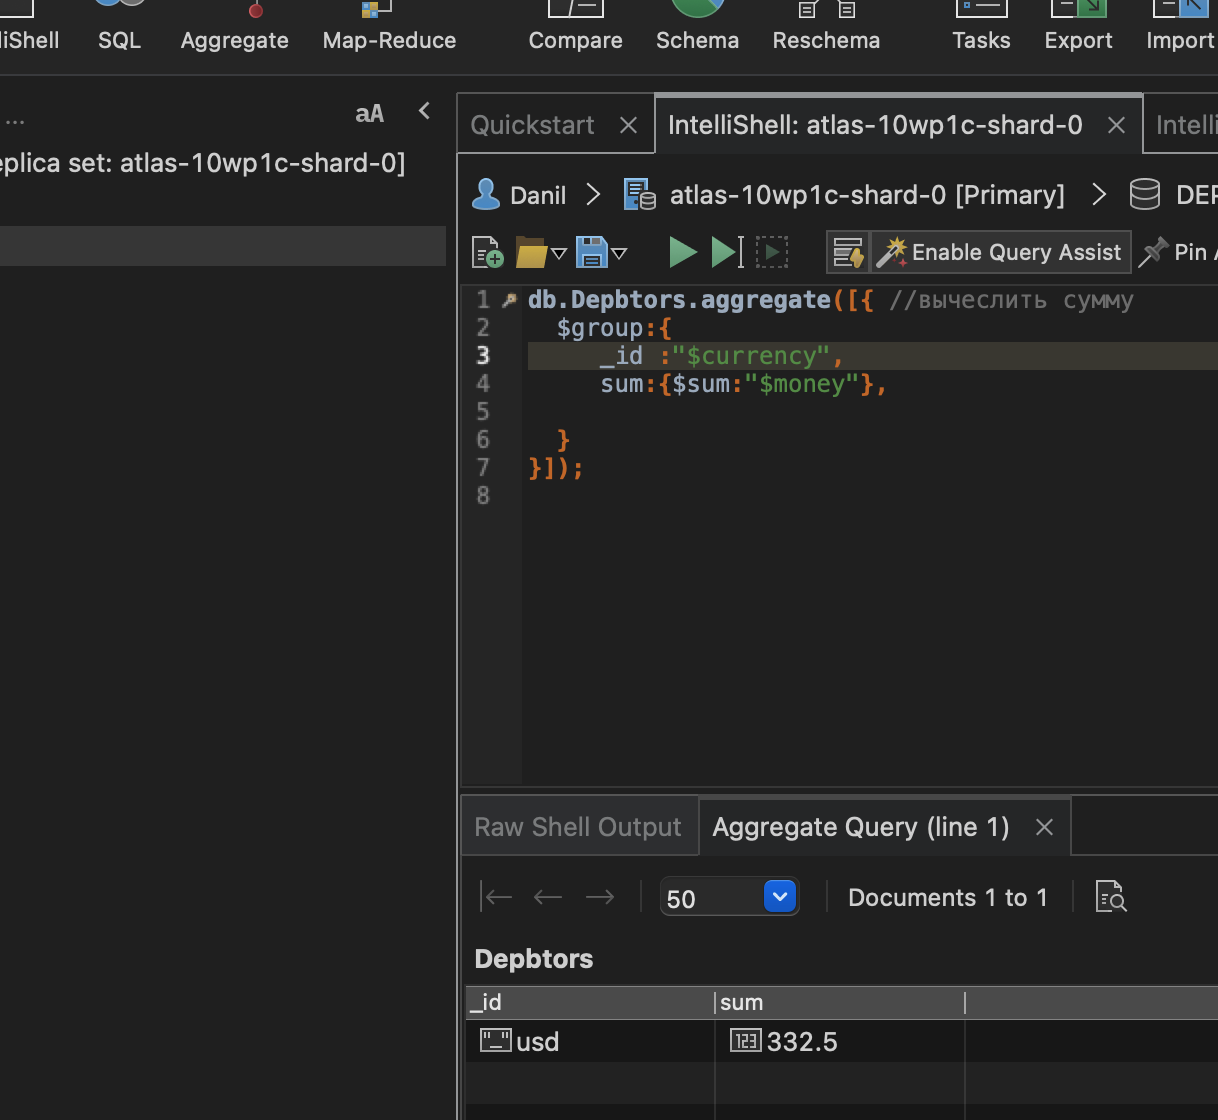 liShell SQL Aggregate Map-Reduce Compare Schema Reschema Tasks Export Import
... aA
eplica set: atlas-10wp1c-shard-0]
Quickstart IntelliShell: atlas-10wp1c-shard-0 Intelli
Danil atlas-10wp1c-shard-0 [Primary] DEP
Enable Query Assist Pin A
1 db.Depbtors.aggregate([{ //вычеслить сумму
2 $group:{
3 _id :"$currency",
4 sum:{$sum:"$money"},
5
6 }
7 }]);
8
Raw Shell Output Aggregate Query (line 1)
50 Documents 1 to 1
Depbtors
_id sum
usd 123 332.5